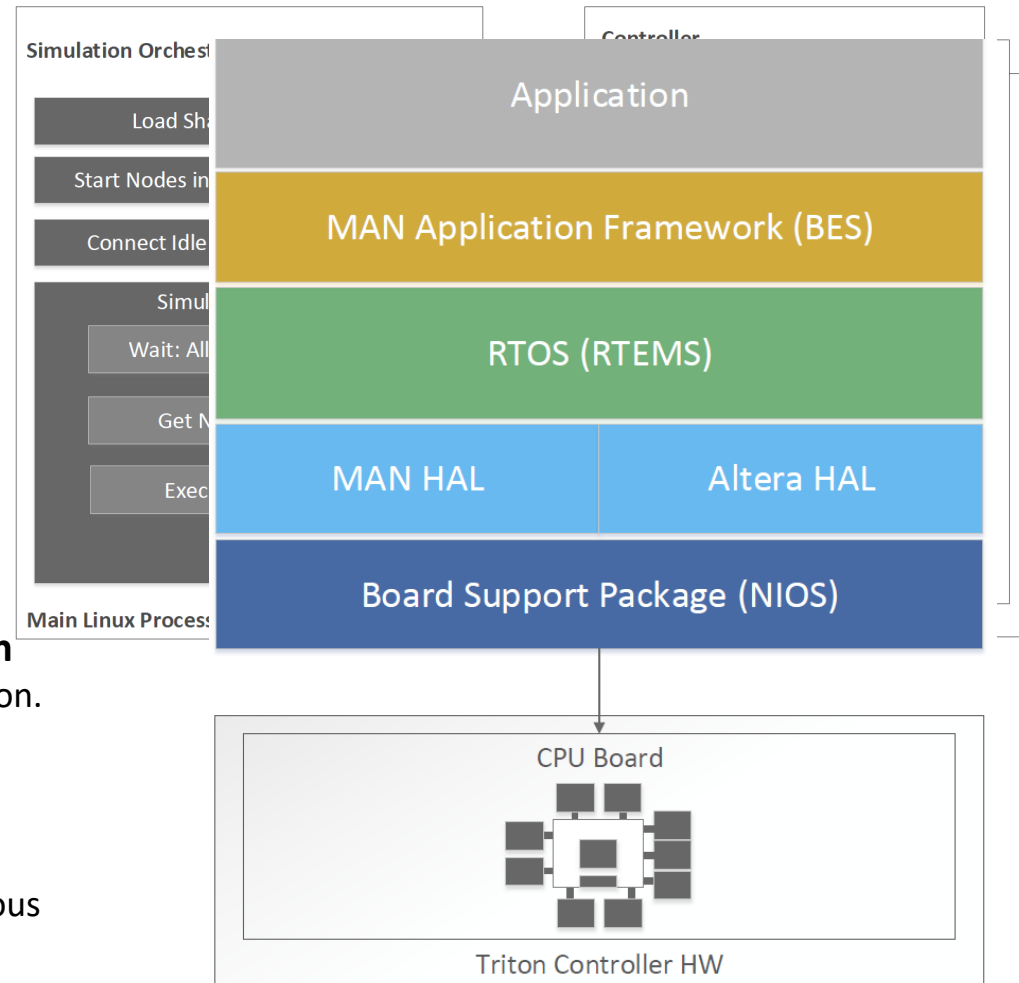 Simulation Orchest
Controller
Load Sha
Start Nodes in
Connect Idle
Simul
Wait: All
Get N
Exec
Main Linux Process
Application
MAN Application Framework (BES)
RTOS (RTEMS)
MAN HAL
Altera HAL
Board Support Package (NIOS)
on.
ous
CPU Board
Triton Controller HW